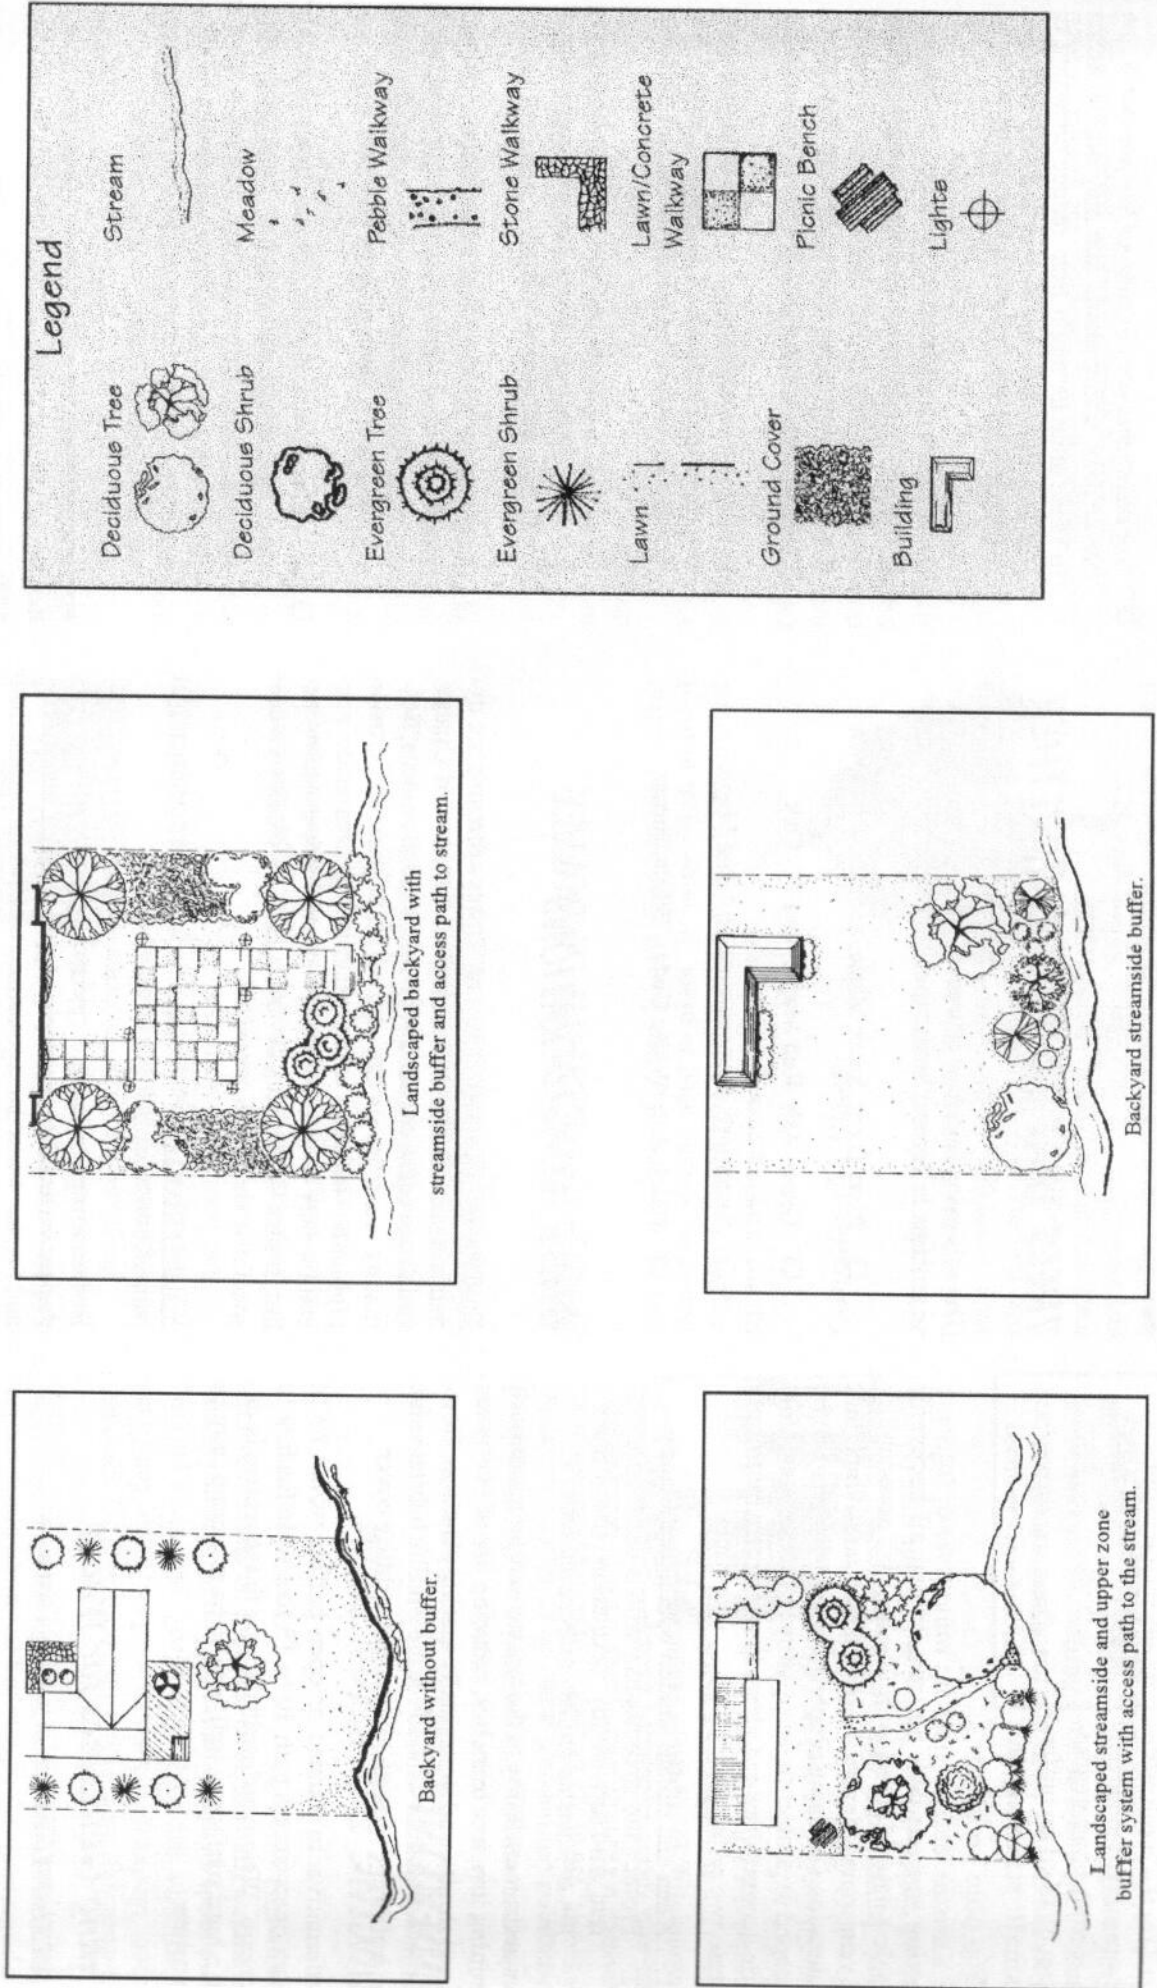 Backyard without buffer.
Landscaped backyard with
streamside buffer and access path to stream.
Legend
Deciduous Tree
Stream
Deciduous Shrub
Meadow
Evergreen Tree
Pebble Walkway
Evergreen Shrub
Stone Walkway
Lawn
Lawn/Concrete
Walkway
Ground Cover
Picnic Bench
Building
Lights
Landscaped streamside and upper zone
buffer system with access path to the stream.
Backyard streamside buffer.